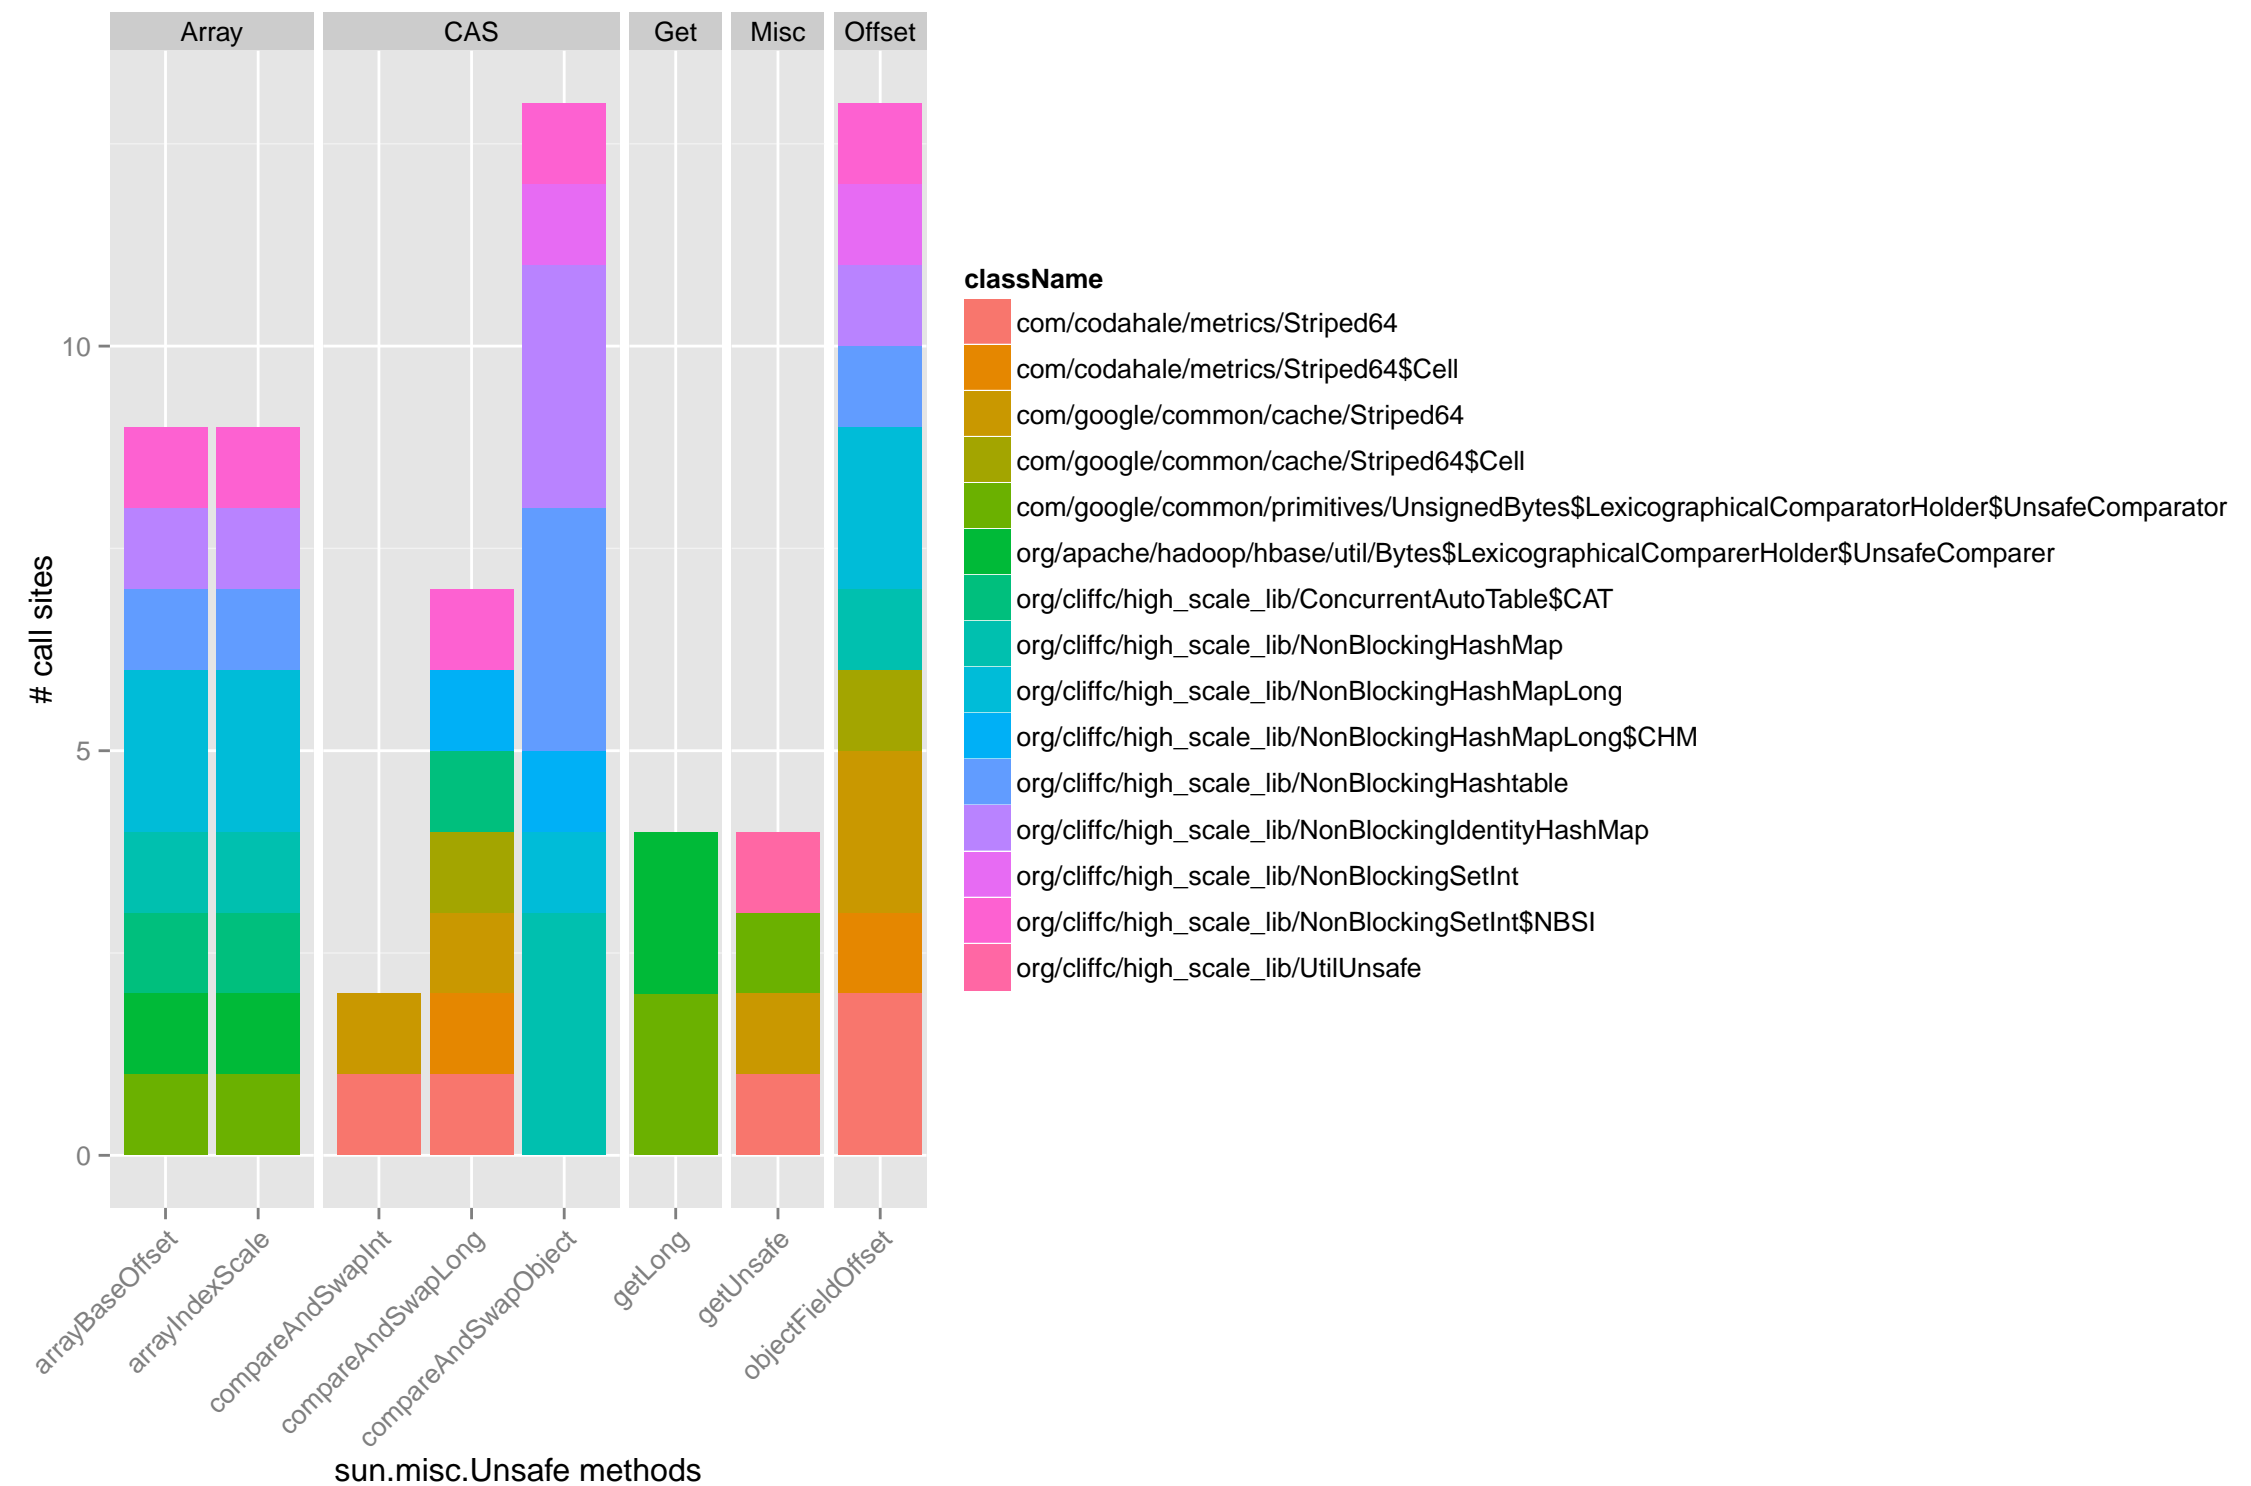 Array
CAS
Get
Misc
Offset
10
5
0
# call sites
arrayBaseOffset
arrayIndexScale
compareAndSwapInt
compareAndSwapLong
compareAndSwapObject
getLong
getUnsafe
objectFieldOffset
sun.misc.Unsafe methods
className
com/codahale/metrics/Striped64
com/codahale/metrics/Striped64$Cell
com/google/common/cache/Striped64
com/google/common/cache/Striped64$Cell
com/google/common/primitives/UnsignedBytes$LexicographicalComparatorHolder$UnsafeComparator
org/apache/hadoop/hbase/util/Bytes$LexicographicalComparerHolder$UnsafeComparer
org/cliffc/high_scale_lib/ConcurrentAutoTable$CAT
org/cliffc/high_scale_lib/NonBlockingHashMap
org/cliffc/high_scale_lib/NonBlockingHashMapLong
org/cliffc/high_scale_lib/NonBlockingHashMapLong$CHM
org/cliffc/high_scale_lib/NonBlockingHashtable
org/cliffc/high_scale_lib/NonBlockingIdentityHashMap
org/cliffc/high_scale_lib/NonBlockingSetInt
org/cliffc/high_scale_lib/NonBlockingSetInt$NBSI
org/cliffc/high_scale_lib/UtilUnsafe